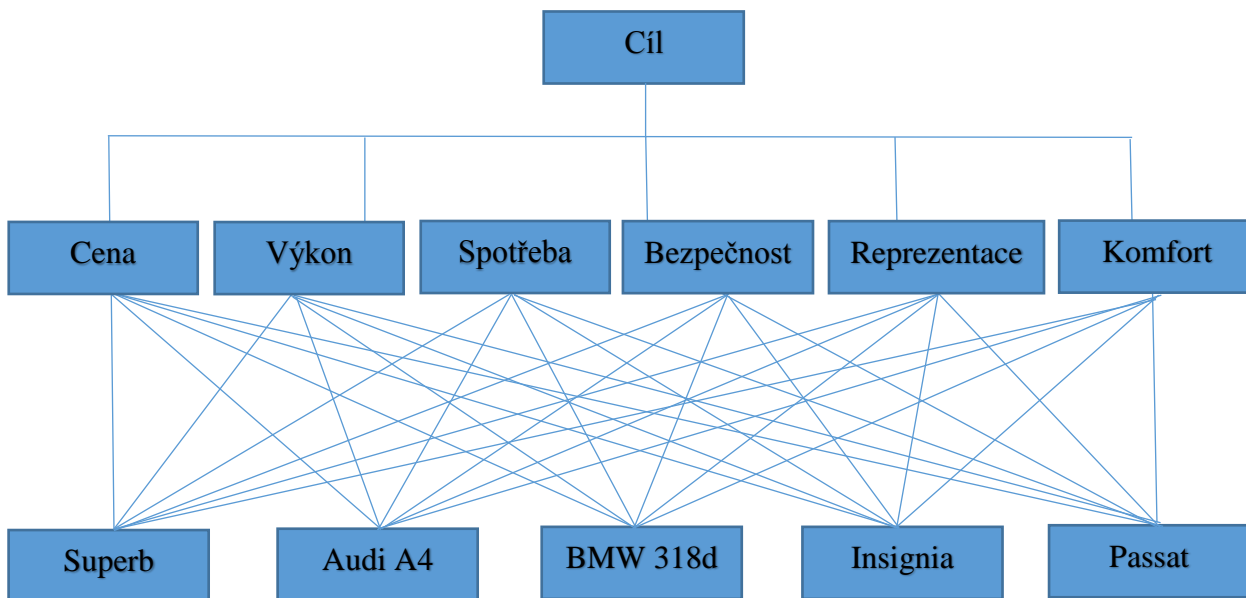 Cíl
Cena
Výkon
Spotřeba
Bezpečnost
Reprezentace
Komfort
Superb
Audi A4
BMW 318d
Insignia
Passat